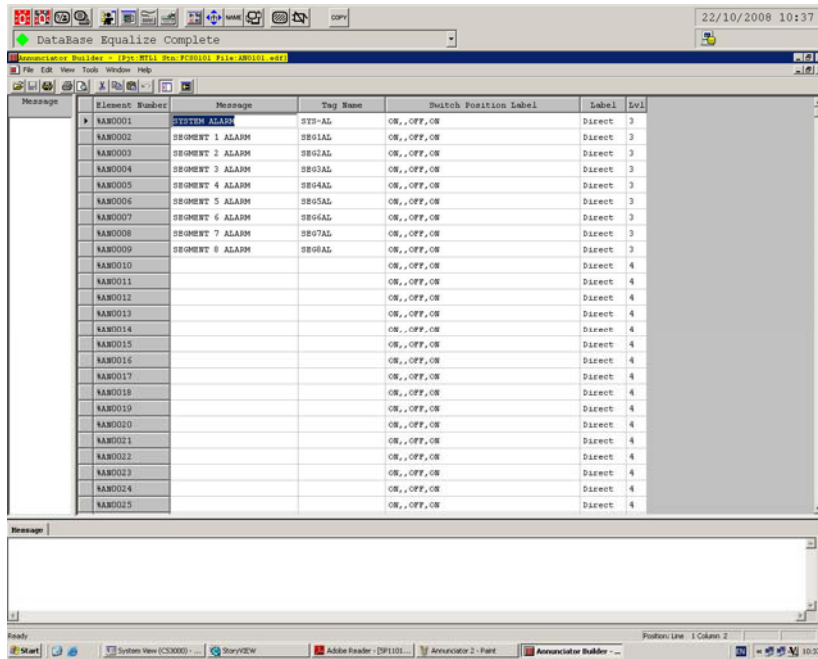 NAME COPY 22/10/2008 10:37
DataBase Equalize Complete
Annunciator Builder - [Pjt:MTL1 Stn:FCS0101 File:AN0101.edf]
File Edit View Tools Window Help
Message Element Number Message Tag Name Switch Position Label Label Lvl
%AN0001 SYSTEM ALARM SYS-AL ON,,OFF,ON Direct 3
%AN0002 SEGMENT 1 ALARM SEG1AL ON,,OFF,ON Direct 3
%AN0003 SEGMENT 2 ALARM SEG2AL ON,,OFF,ON Direct 3
%AN0004 SEGMENT 3 ALARM SEG3AL ON,,OFF,ON Direct 3
%AN0005 SEGMENT 4 ALARM SEG4AL ON,,OFF,ON Direct 3
%AN0006 SEGMENT 5 ALARM SEG5AL ON,,OFF,ON Direct 3
%AN0007 SEGMENT 6 ALARM SEG6AL ON,,OFF,ON Direct 3
%AN0008 SEGMENT 7 ALARM SEG7AL ON,,OFF,ON Direct 3
%AN0009 SEGMENT 8 ALARM SEG8AL ON,,OFF,ON Direct 3
%AN0010 ON,,OFF,ON Direct 4
%AN0011 ON,,OFF,ON Direct 4
%AN0012 ON,,OFF,ON Direct 4
%AN0013 ON,,OFF,ON Direct 4
%AN0014 ON,,OFF,ON Direct 4
%AN0015 ON,,OFF,ON Direct 4
%AN0016 ON,,OFF,ON Direct 4
%AN0017 ON,,OFF,ON Direct 4
%AN0018 ON,,OFF,ON Direct 4
%AN0019 ON,,OFF,ON Direct 4
%AN0020 ON,,OFF,ON Direct 4
%AN0021 ON,,OFF,ON Direct 4
%AN0022 ON,,OFF,ON Direct 4
%AN0023 ON,,OFF,ON Direct 4
%AN0024 ON,,OFF,ON Direct 4
%AN0025 ON,,OFF,ON Direct 4
Message
Ready Position: Line 1 Column 2
Start System View (CS3000) - ... StoryVIEW Adobe Reader - [SP1101... Annunciator 2 - Paint Annunciator Builder - ... EN «